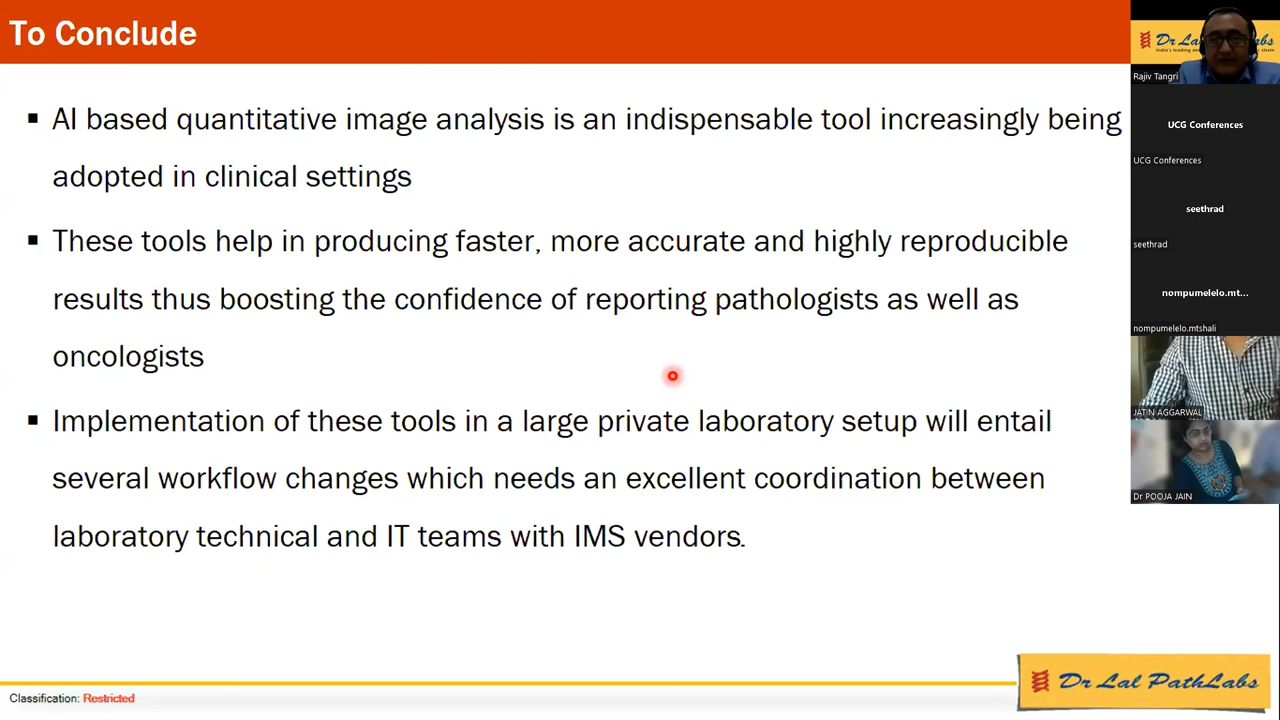 To Conclude
AI based quantitative image analysis is an indispensable tool increasingly being
adopted in clinical settings
These tools help in producing faster, more accurate and highly reproducible
results thus boosting the confidence of reporting pathologists as well as
oncologists
Implementation of these tools in a large private laboratory setup will entail
several workflow changes which needs an excellent coordination between
laboratory technical and IT teams with IMS vendors.
Classification: Restricted
Dr Lal PathLabs
Rajiv Tangri
UCG Conferences
UCG Conferences
seethrad
seethrad
nompumelelo.mt...
nompumelelo.mtshali
JATIN AGGARWAL
Dr POOJA JAIN